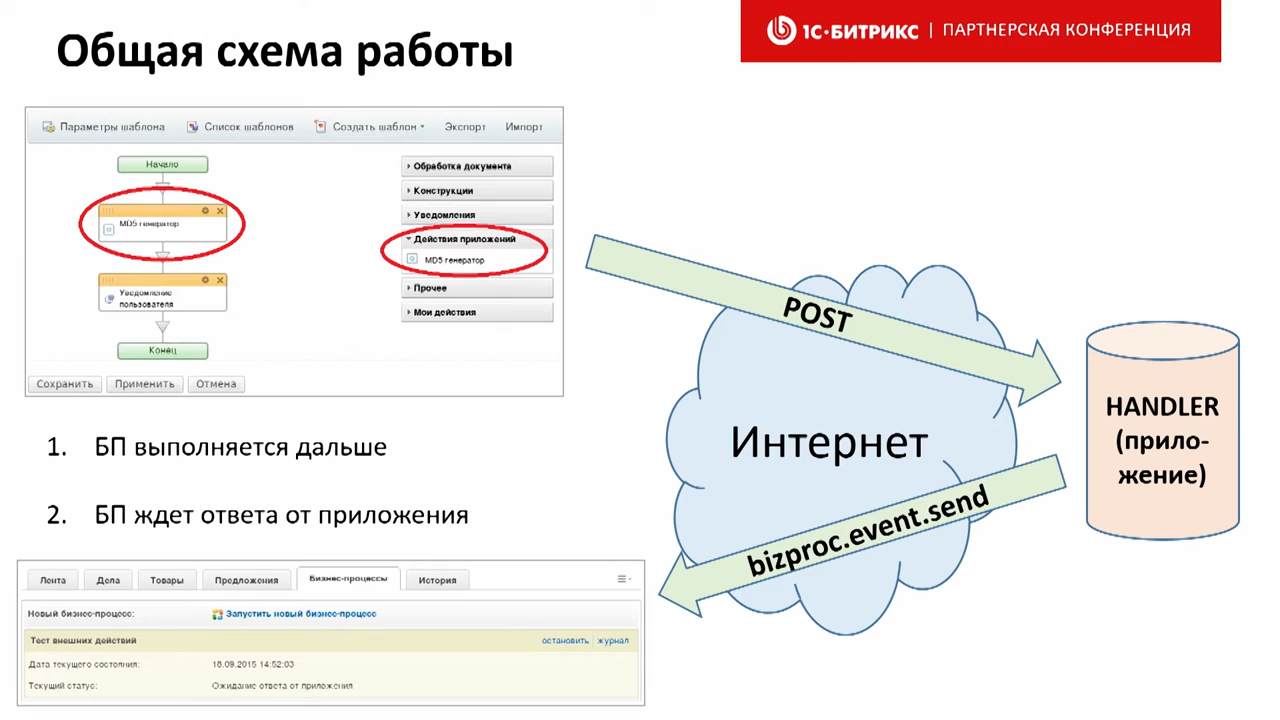 Общая схема работы
1С·БИТРИКС | ПАРТНЕРСКАЯ КОНФЕРЕНЦИЯ
Параметры шаблона Список шаблонов Создать шаблон Экспорт Импорт
Начало
MD5 генератор
Уведомление
пользователя
Конец
Обработка документа
Конструкции
Уведомления
Действия приложений
MD5 генератор
Прочее
Мои действия
Сохранить Применить Отмена
POST
Интернет
HANDLER
(прило-
жение)
bizproc.event.send
1. БП выполняется дальше
2. БП ждет ответа от приложения
Лента Дела Товары Предложения Бизнес-процессы История
Новый бизнес-процесс: Запустить новый бизнес-процесс
Тест внешних действий остановить журнал
Дата текущего состояния: 18.09.2015 14:52:03
Текущий статус: Ожидание ответа от приложения